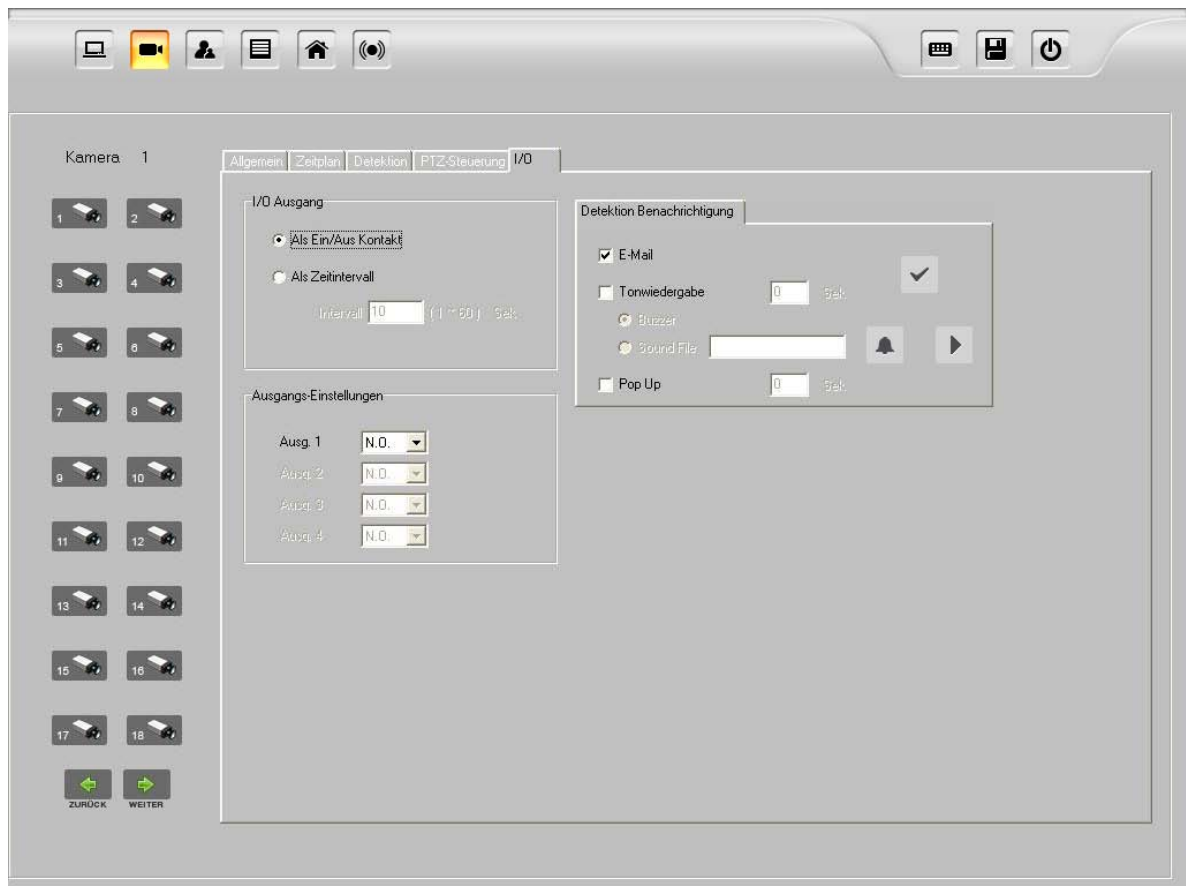 Kamera 1
Allgemein Zeitplan Detektion PTZ-Steuerung I/O
I/O Ausgang
Als Ein/Aus Kontakt
Als Zeitintervall
Intervall 10 ( 1 ~ 60 ) Sek.
Ausgangs-Einstellungen
Ausg. 1 N.O.
Ausg. 2 N.O.
Ausg. 3 N.O.
Ausg. 4 N.O.
Detektion Benachrichtigung
E-Mail
Tonwiedergabe 0 Sek.
Buzzer
Sound File
Pop Up 0 Sek.
1 2
3 4
5 6
7 8
9 10
11 12
13 14
15 16
17 18
ZURÜCK WEITER